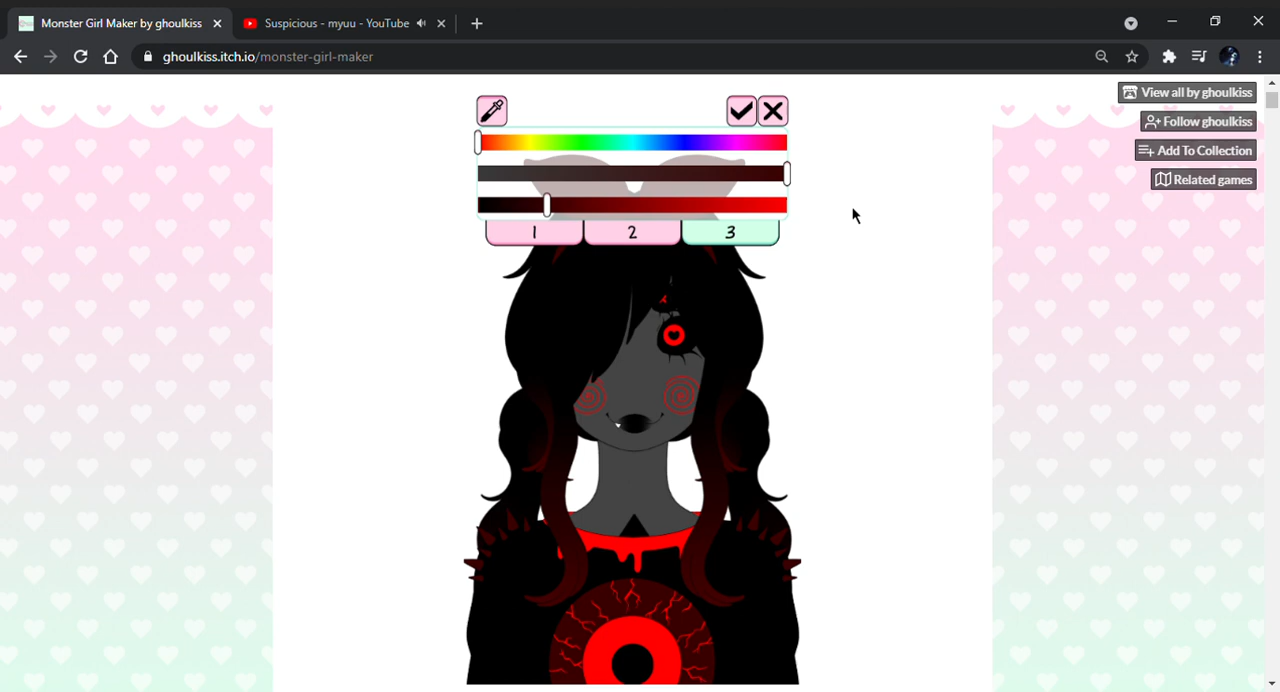 Monster Girl Maker by ghoulkiss
Suspicious - myuu - YouTube
ghoulkiss.itch.io/monster-girl-maker
View all by ghoulkiss
Follow ghoulkiss
Add To Collection
Related games
1 2 3